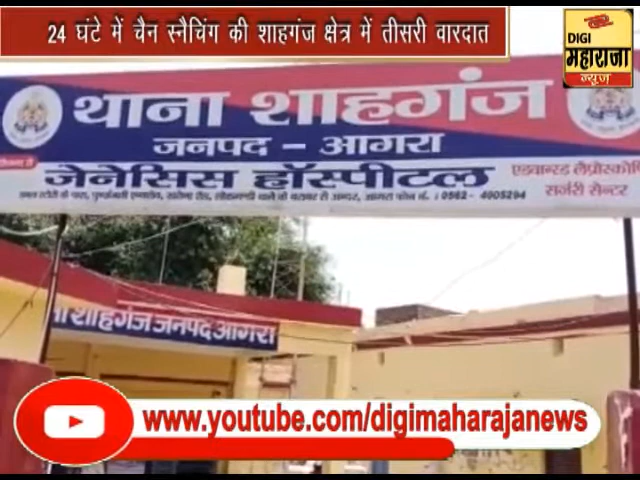 24 घंटे में चैन स्नैचिंग की शाहगंज क्षेत्र में तीसरी वारदात
DIGI
महाराजा
न्यूज
थाना शाहगंज
जनपद - आगरा
जेनेसिस हॉस्पीटल
एडवान्स्ड लैप्रोस्कोपि
सर्जरी सेन्टर
फोन नं. : 0562- 4005294
शाहगंज जनपद आगरा
www.youtube.com/digimaharajanews